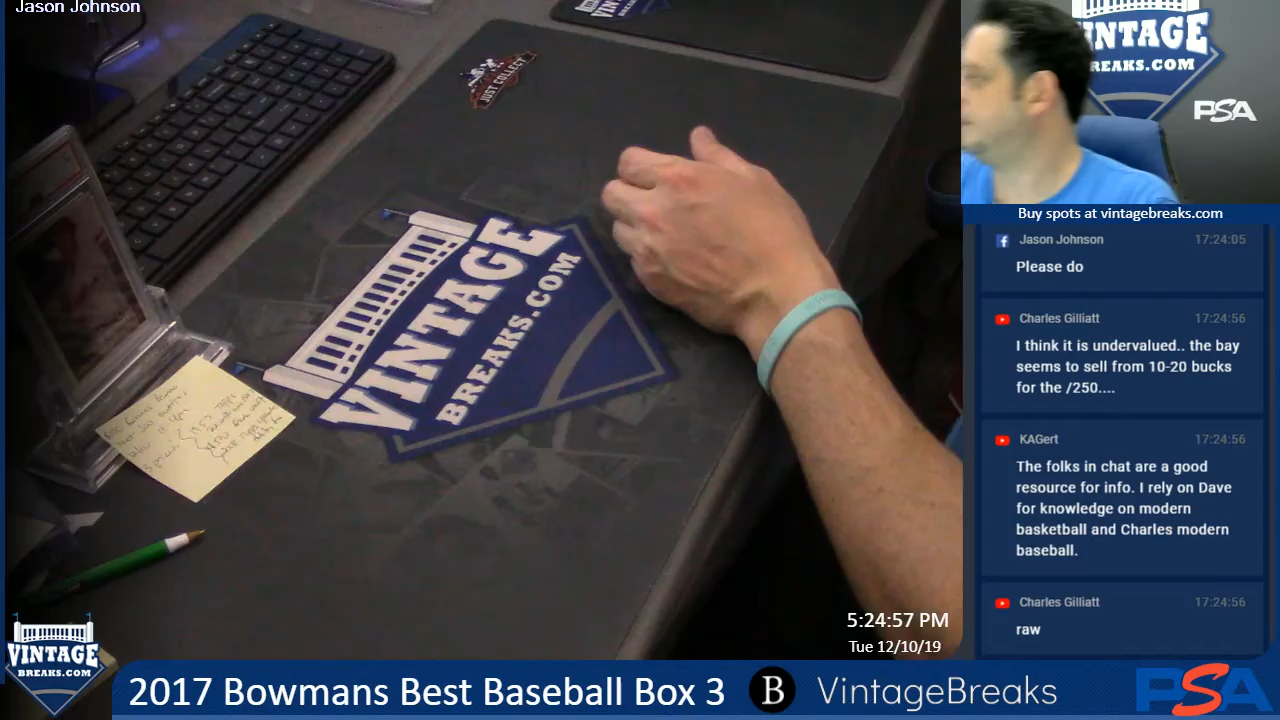 Jason Johnson
JUST COLLECT
VINTAGE
BREAKS.COM
VINTAGE
BREAKS.COM
PSA
Buy spots at vintagebreaks.com
Jason Johnson 17:24:05
Please do
Charles Gilliatt 17:24:56
I think it is undervalued.. the bay
seems to sell from 10-20 bucks
for the /250....
KAGert 17:24:56
The folks in chat are a good
resource for info. I rely on Dave
for knowledge on modern
basketball and Charles modern
baseball.
Charles Gilliatt 17:24:56
raw
5:24:57 PM
Tue 12/10/19
VINTAGE
BREAKS.COM
2017 Bowmans Best Baseball Box 3
B VintageBreaks
PSA